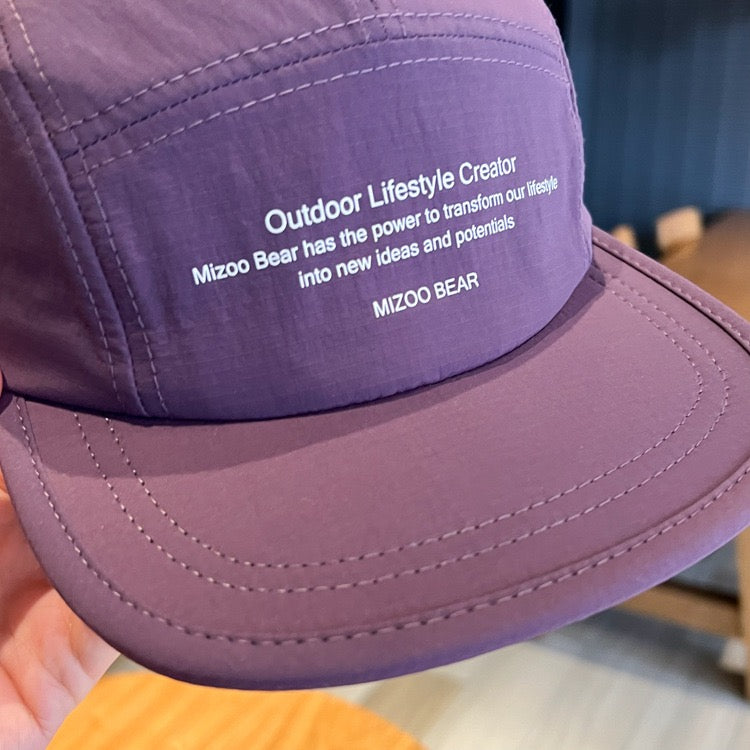 Outdoor Lifestyle Creator
Mizoo Bear has the power to transform our lifestyle
into new ideas and potentials
MIZOO BEAR